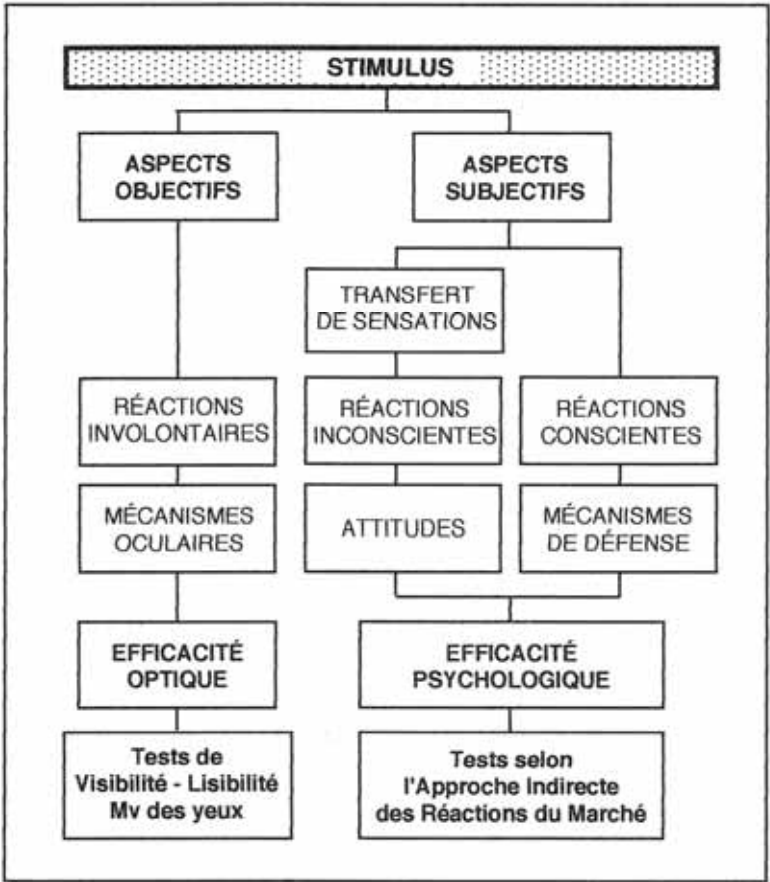 STIMULUS
ASPECTS
OBJECTIFS
ASPECTS
SUBJECTIFS
TRANSFERT
DE SENSATIONS
RÉACTIONS
INVOLONTAIRES
RÉACTIONS
INCONSCIENTES
RÉACTIONS
CONSCIENTES
MÉCANISMES
OCULAIRES
ATTITUDES
MÉCANISMES
DE DÉFENSE
EFFICACITÉ
OPTIQUE
EFFICACITÉ
PSYCHOLOGIQUE
Tests de
Visibilité - Lisibilité
Mv des yeux
Tests selon
l'Approche Indirecte
des Réactions du Marché